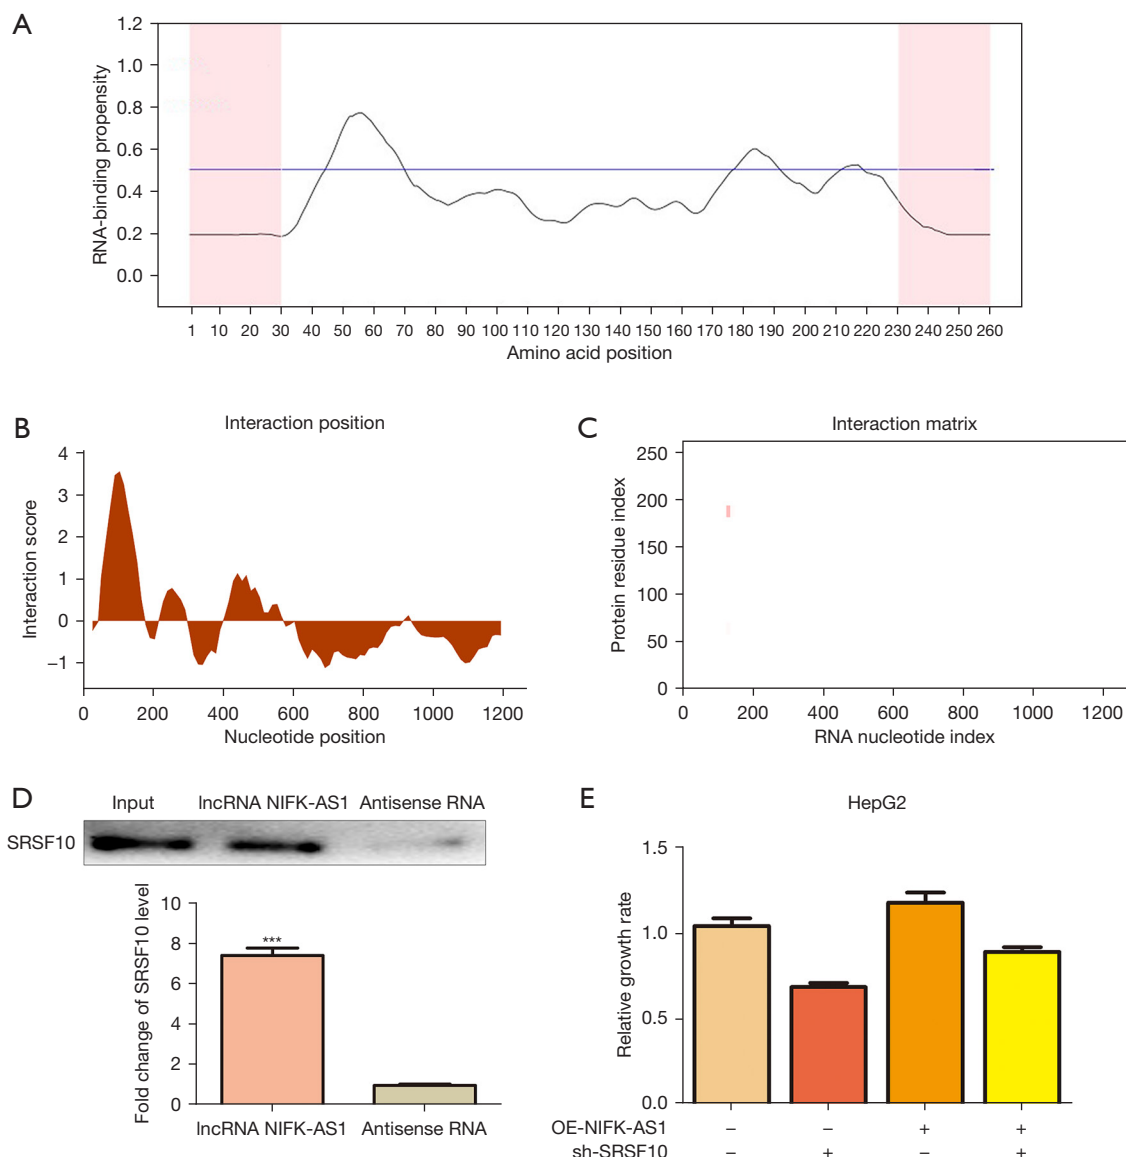 A
1.2
1.0
0.8
0.6
0.4
0.2
0.0
RNA-binding propensity
1 10 20 30 40 50 60 70 80 90 100 110 120 130 140 150 160 170 180 190 200 210 220 230 240 250 260
Amino acid position
B
Interaction position
4
3
2
1
0
−1
Interaction score
0 200 400 600 800 1000 1200
Nucleotide position
C
Interaction matrix
250
200
150
100
50
0
Protein residue index
0 200 400 600 800 1000 1200
RNA nucleotide index
D
Input lncRNA NIFK-AS1 Antisense RNA
SRSF10
10
8
6
4
2
0
Fold change of SRSF10 level
***
lncRNA NIFK-AS1 Antisense RNA
E
HepG2
1.5
1.0
0.5
0.0
Relative growth rate
OE-NIFK-AS1 − − + +
sh-SRSF10 − + − +